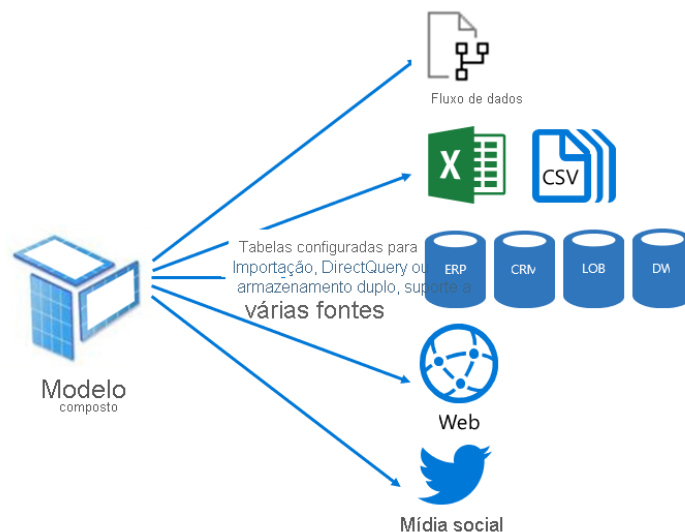 Fluxo de dados
X
CSV
Tabelas configuradas para
Importação, DirectQuery ou
armazenamento duplo, suporte a
várias fontes
ERP
CRM
LOB
DW
Modelo
composto
Web
Mídia social